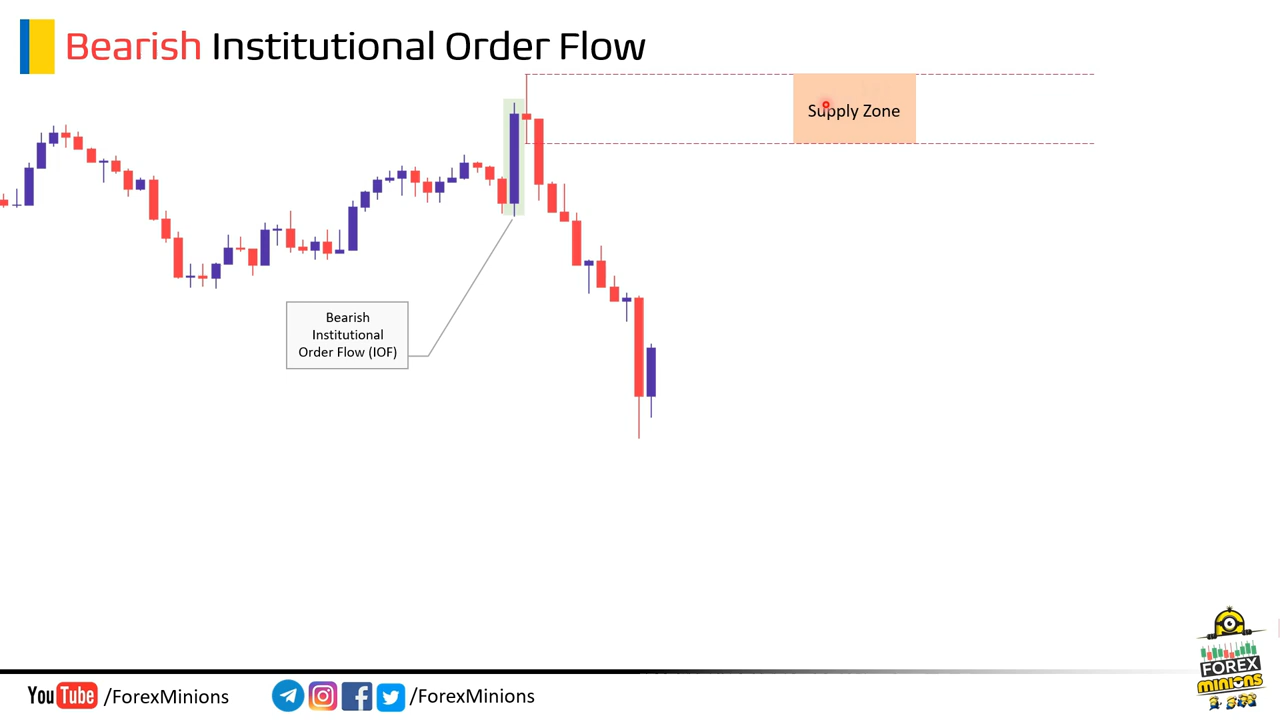 Bearish Institutional Order Flow
Supply Zone
Bearish
Institutional
Order Flow (IOF)
YouTube /ForexMinions
/ForexMinions
FOREX
MINIONS